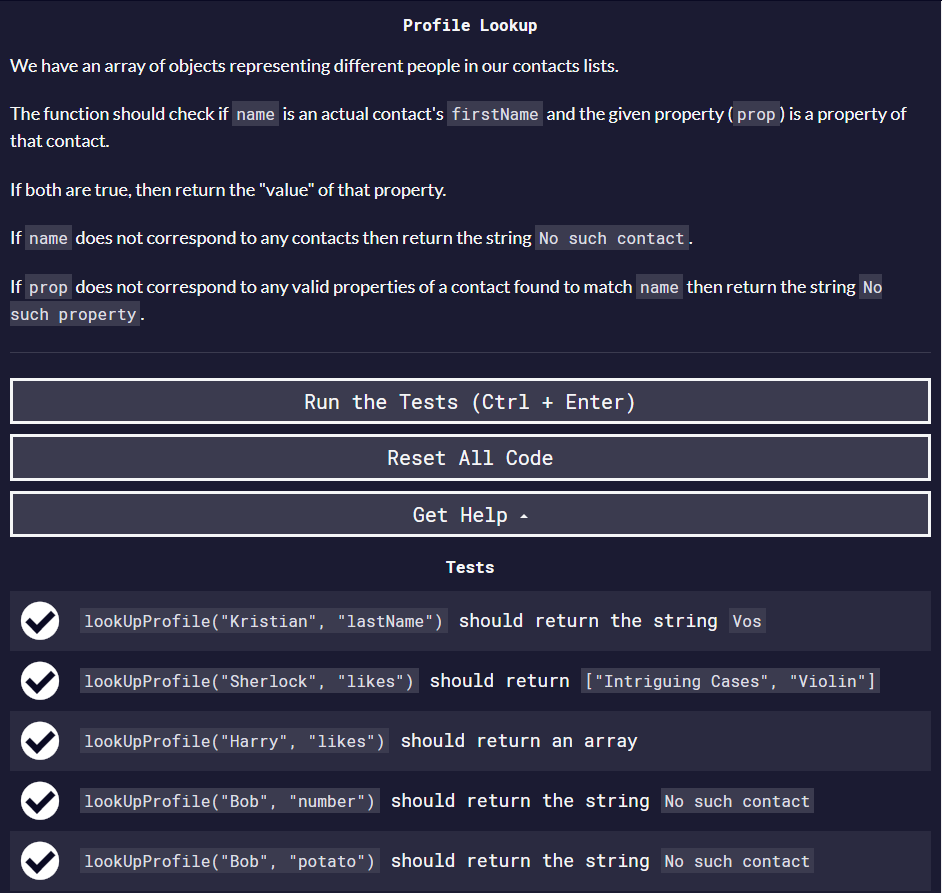 Profile Lookup
We have an array of objects representing different people in our contacts lists.
The function should check if name is an actual contact's firstName and the given property (prop) is a property of
that contact.
If both are true, then return the "value" of that property.
If name does not correspond to any contacts then return the string No such contact.
If prop does not correspond to any valid properties of a contact found to match name then return the string No
such property.
Run the Tests (Ctrl + Enter)
Reset All Code
Get Help
Tests
lookUpProfile("Kristian", "lastName") should return the string Vos
lookUpProfile("Sherlock", "likes") should return ["Intriguing Cases", "Violin"]
lookUpProfile("Harry", "likes") should return an array
lookUpProfile("Bob", "number") should return the string No such contact
lookUpProfile("Bob", "potato") should return the string No such contact